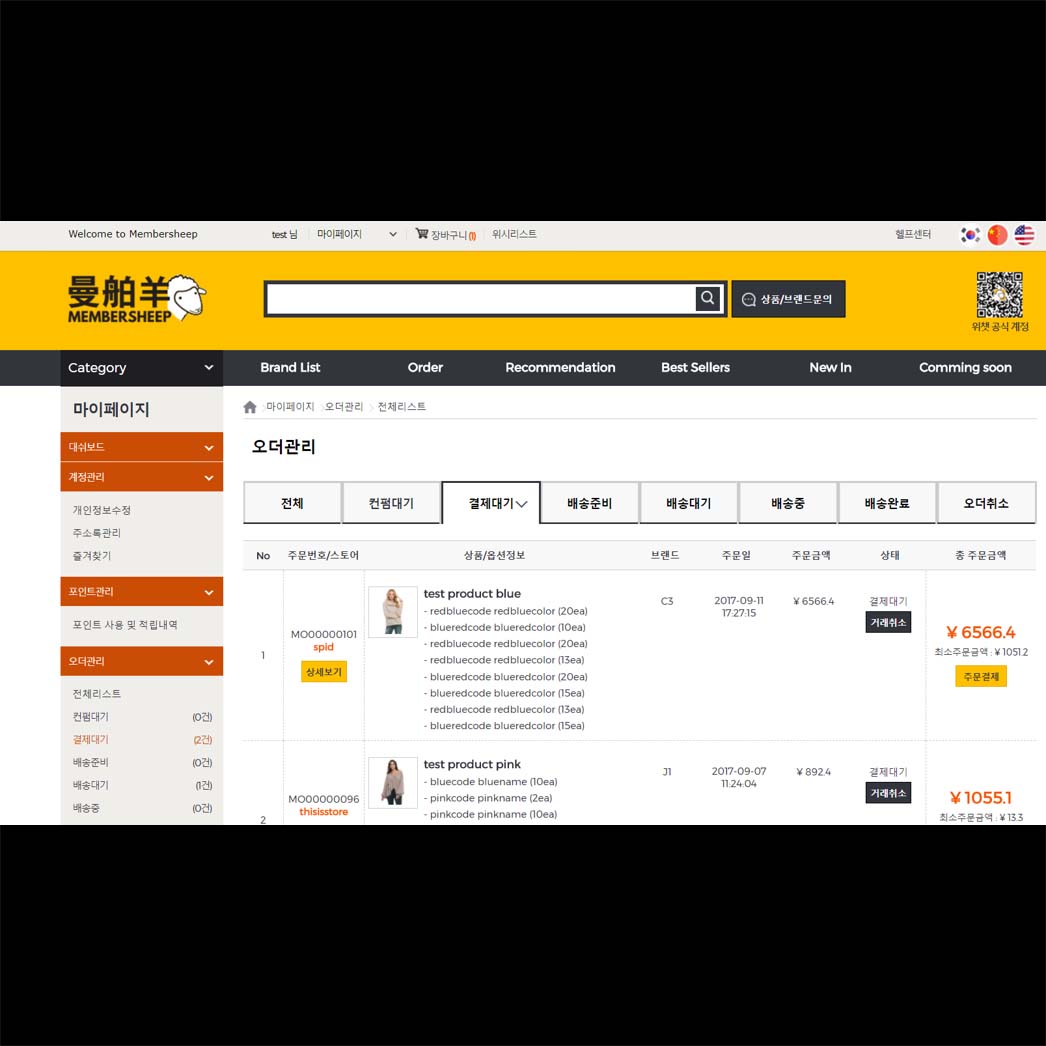 Welcome to Membersheep
test 님
마이페이지
장바구니(1)
위시리스트
헬프센터
曼舶羊
MEMBERSHEEP
상품/브랜드문의
위챗 공식 계정
Category
Brand List
Order
Recommendation
Best Sellers
New In
Comming soon
마이페이지
대쉬보드
계정관리
개인정보수정
주소록관리
즐겨찾기
포인트관리
포인트 사용 및 적립내역
오더관리
전체리스트
컨펌대기 (0건)
결제대기 (2건)
배송준비 (0건)
배송대기 (1건)
배송중 (0건)
마이페이지 > 오더관리 > 전체리스트
오더관리
전체
컨펌대기
결제대기
배송준비
배송대기
배송중
배송완료
오더취소
No 주문번호/스토어 상품/옵션정보 브랜드 주문일 주문금액 상태 총 주문금액
1
MO00000101
spid
상세보기
test product blue
- redbluecode redbluecolor (20ea)
- blueredcode blueredcolor (10ea)
- redbluecode redbluecolor (20ea)
- redbluecode redbluecolor (13ea)
- blueredcode blueredcolor (20ea)
- blueredcode blueredcolor (15ea)
- redbluecode redbluecolor (13ea)
- blueredcode blueredcolor (15ea)
C3
2017-09-11
17:27:15
¥ 6566.4
결제대기
거래취소
¥ 6566.4
최소주문금액 : ¥ 1051.2
주문결제
2
MO00000096
thisisstore
test product pink
- bluecode bluename (10ea)
- pinkcode pinkname (2ea)
- pinkcode pinkname (10ea)
J1
2017-09-07
11:24:04
¥ 892.4
결제대기
거래취소
¥ 1055.1
최소주문금액 : ¥ 13.3